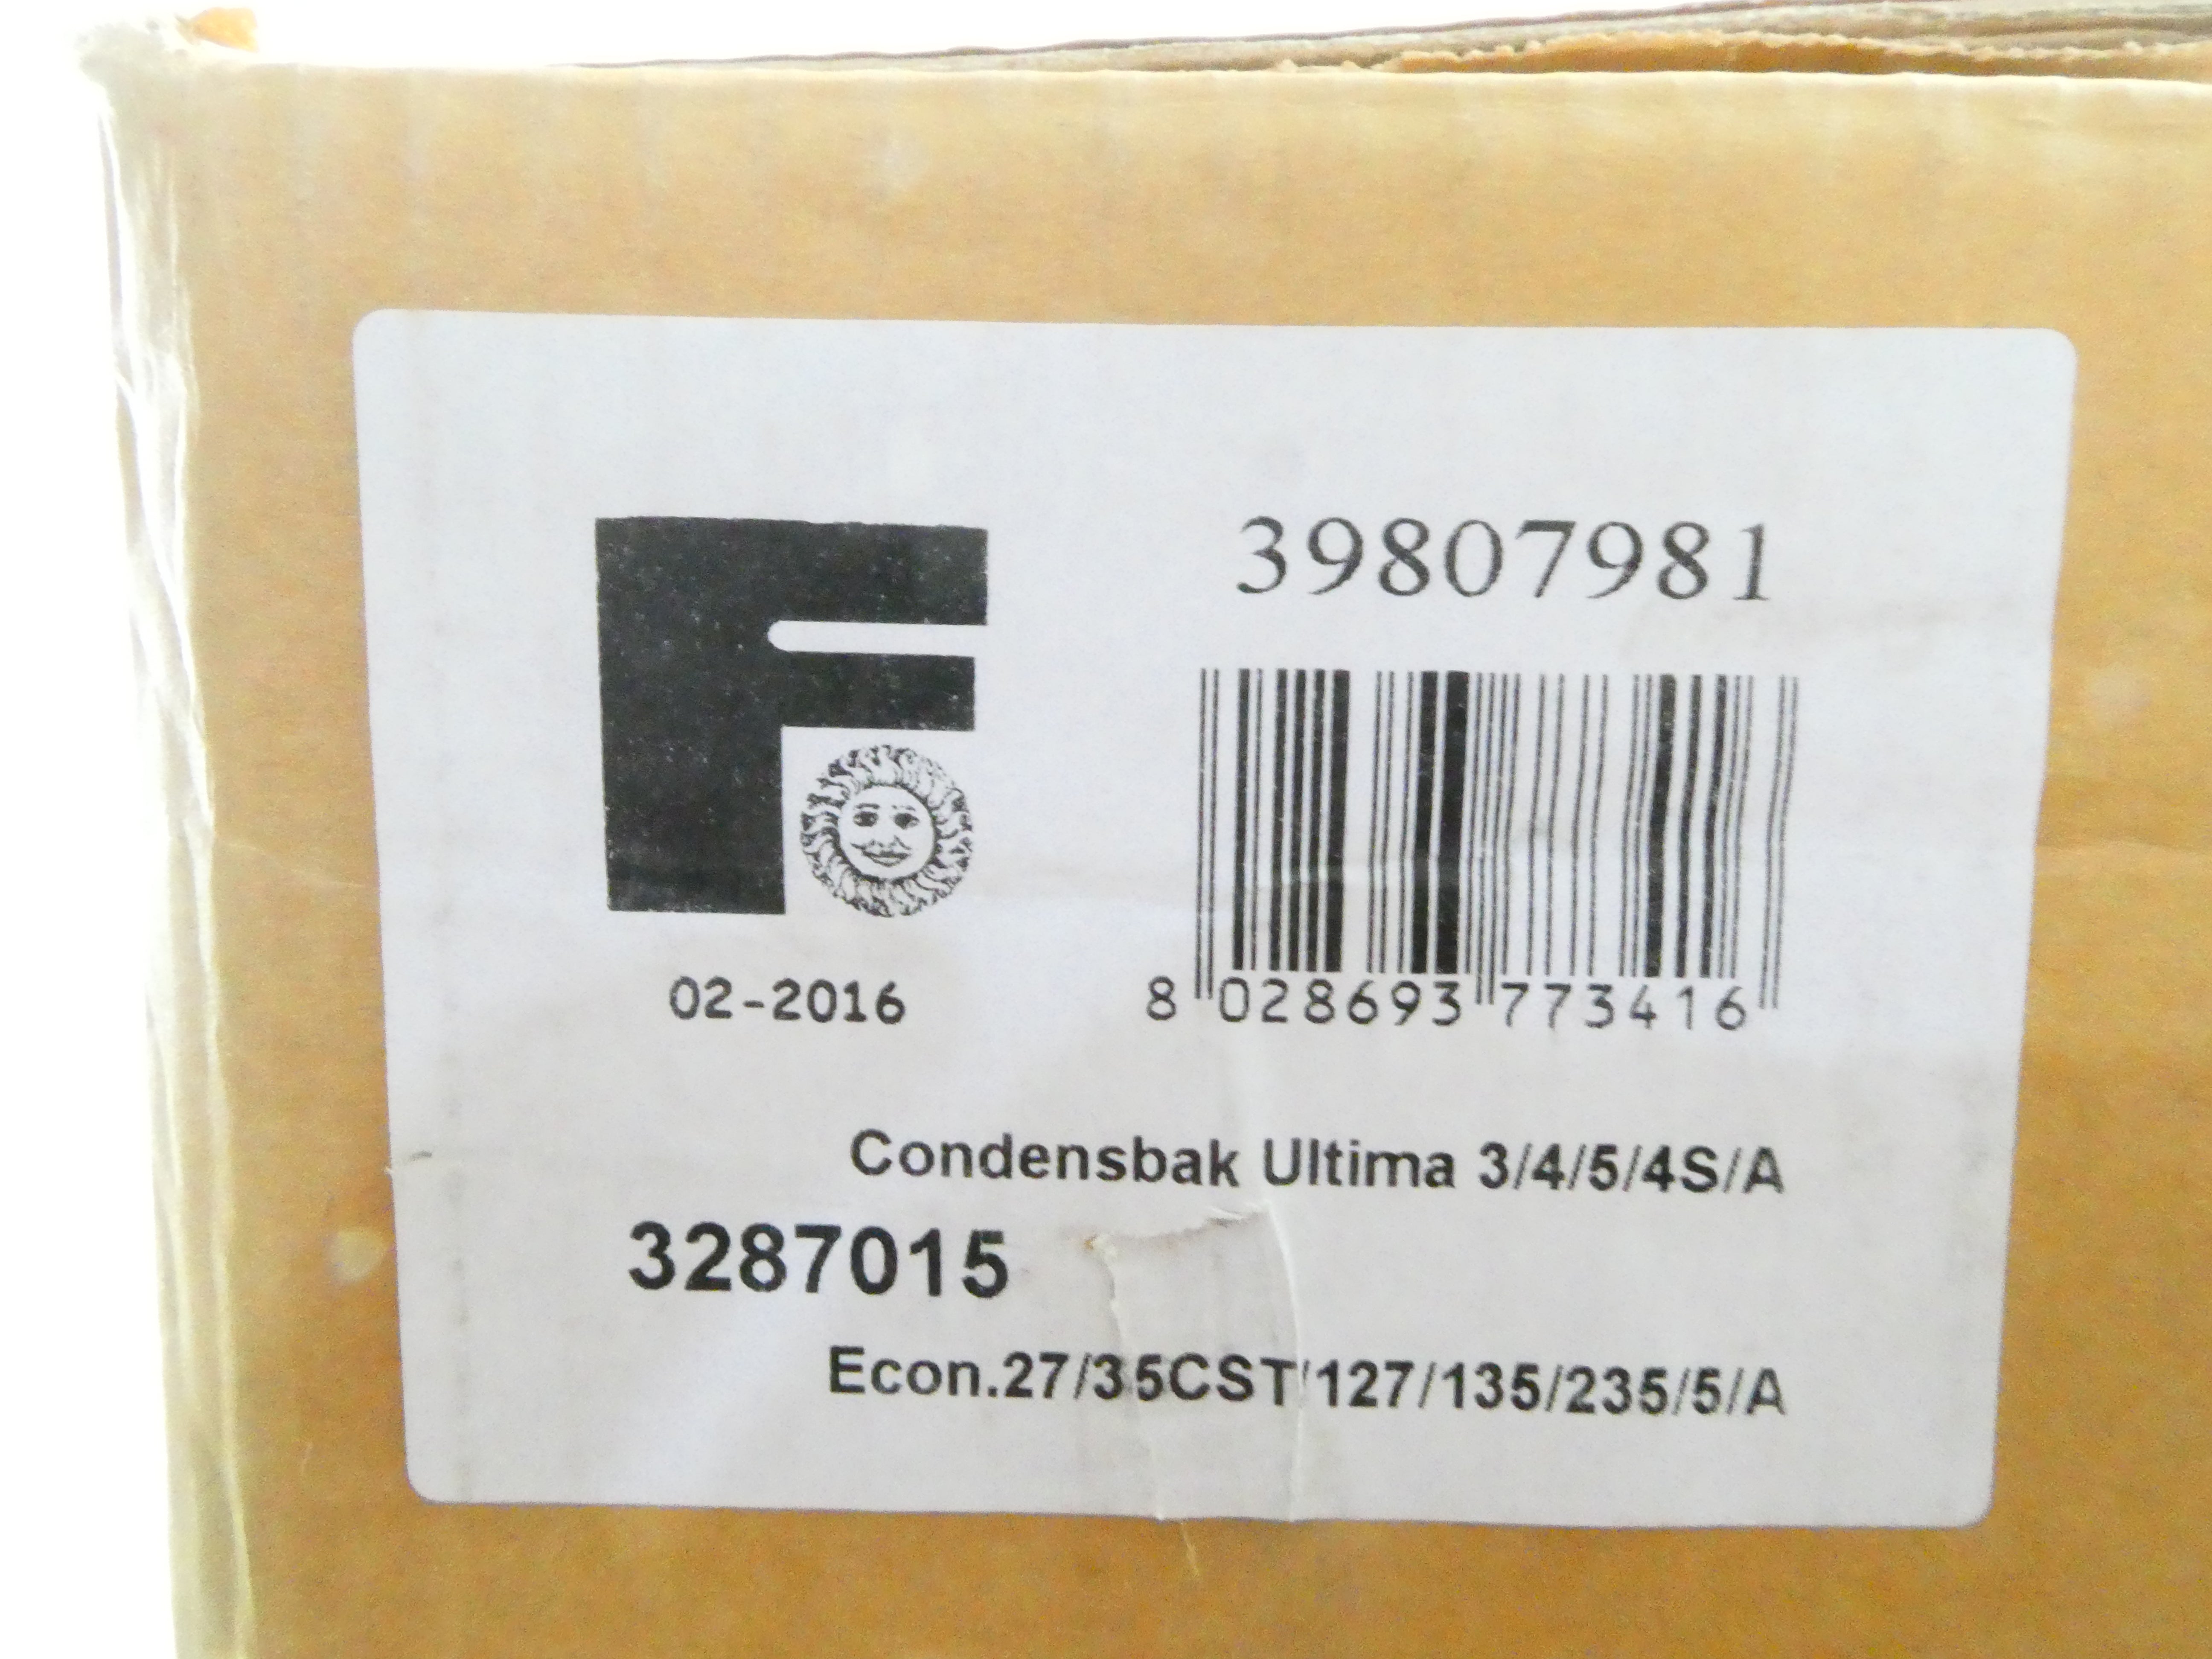 F
39807981
02-2016
8 028693 773416
Condensbak Ultima 3/4/5/4S/A
3287015
Econ.27/35CST/127/135/235/5/A